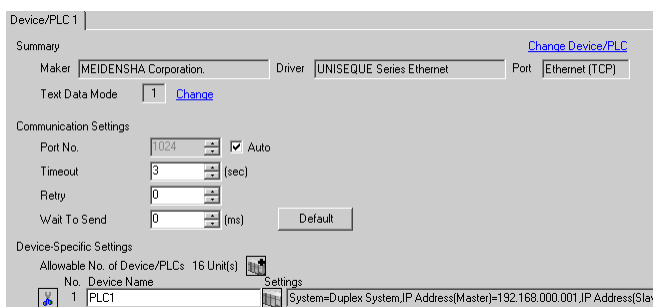 Device/PLC 1
Summary Change Device/PLC
Maker MEIDENSHA Corporation. Driver UNISEQUE Series Ethernet Port Ethernet (TCP)
Text Data Mode 1 Change
Communication Settings
Port No. 1024 Auto
Timeout 3 (sec)
Retry 0
Wait To Send 0 (ms) Default
Device-Specific Settings
Allowable No. of Device/PLCs 16 Unit(s)
No. Device Name Settings
1 PLC1 System=Duplex System,IP Address(Master)=192.168.000.001,IP Address(Sla